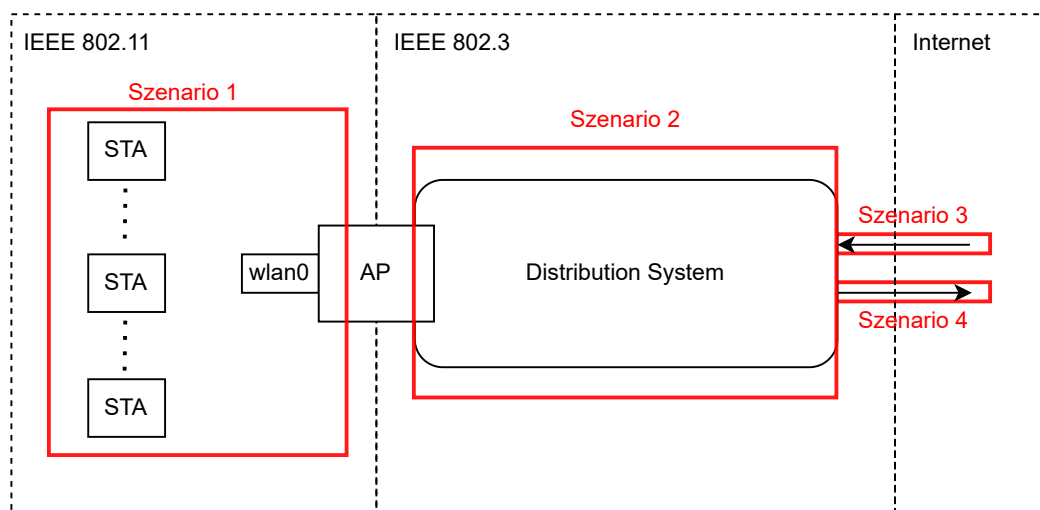 IEEE 802.11
IEEE 802.3
Internet
Szenario 1
Szenario 2
STA
Szenario 3
wlan0
AP
Distribution System
STA
Szenario 4
STA